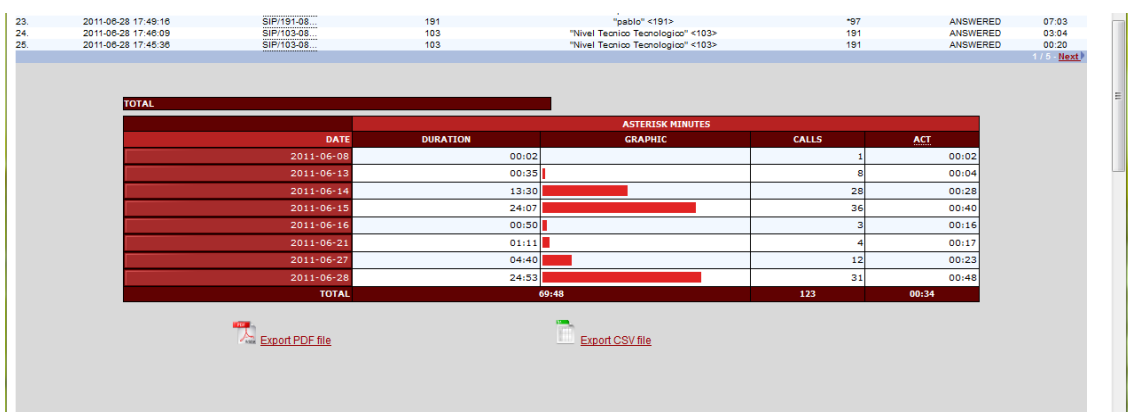 23. 2011-06-28 17:49:16 SIP/191-08... 191 "pablo" <191> *97 ANSWERED 07:03
24. 2011-06-28 17:46:09 SIP/103-08... 103 "Nivel Tecnico Tecnologico" <103> 191 ANSWERED 03:04
25. 2011-06-28 17:45:36 SIP/103-08... 103 "Nivel Tecnico Tecnologico" <103> 191 ANSWERED 00:20
1 / 5 - Next
TOTAL
ASTERISK MINUTES
DATE DURATION GRAPHIC CALLS ACT
2011-06-08 00:02 1 00:02
2011-06-13 00:35 8 00:04
2011-06-14 13:30 28 00:28
2011-06-15 24:07 36 00:40
2011-06-16 00:50 3 00:16
2011-06-21 01:11 4 00:17
2011-06-27 04:40 12 00:23
2011-06-28 24:53 31 00:48
TOTAL 69:48 123 00:34
Export PDF file Export CSV file